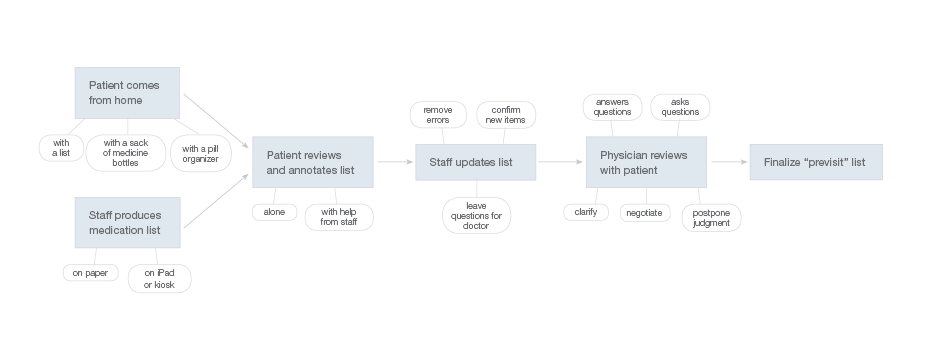 Patient comes
from home
with
a list
with a sack
of medicine
bottles
with a pill
organizer
Staff produces
medication list
on paper
on iPad
or kiosk
Patient reviews
and annotates list
alone
with help
from staff
remove
errors
confirm
new items
Staff updates list
leave
questions for
doctor
answers
questions
asks
questions
Physician reviews
with patient
clarify
negotiate
postpone
judgment
Finalize “previsit” list